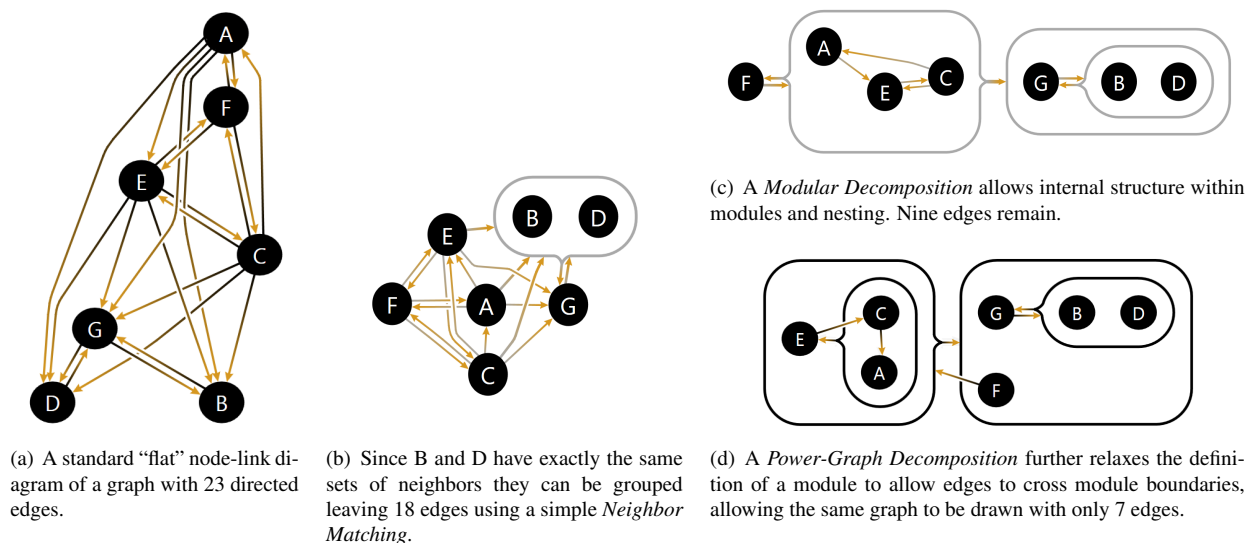 A
F
E
C
G
D
B
(a) A standard “flat” node-link di-
agram of a graph with 23 directed
edges.
B
D
E
F
A
G
C
(b) Since B and D have exactly the same
sets of neighbors they can be grouped
leaving 18 edges using a simple Neighbor
Matching.
A
F
E
C
G
B
D
(c) A Modular Decomposition allows internal structure within
modules and nesting. Nine edges remain.
C
E
A
G
B
D
F
(d) A Power-Graph Decomposition further relaxes the defini-
tion of a module to allow edges to cross module boundaries,
allowing the same graph to be drawn with only 7 edges.